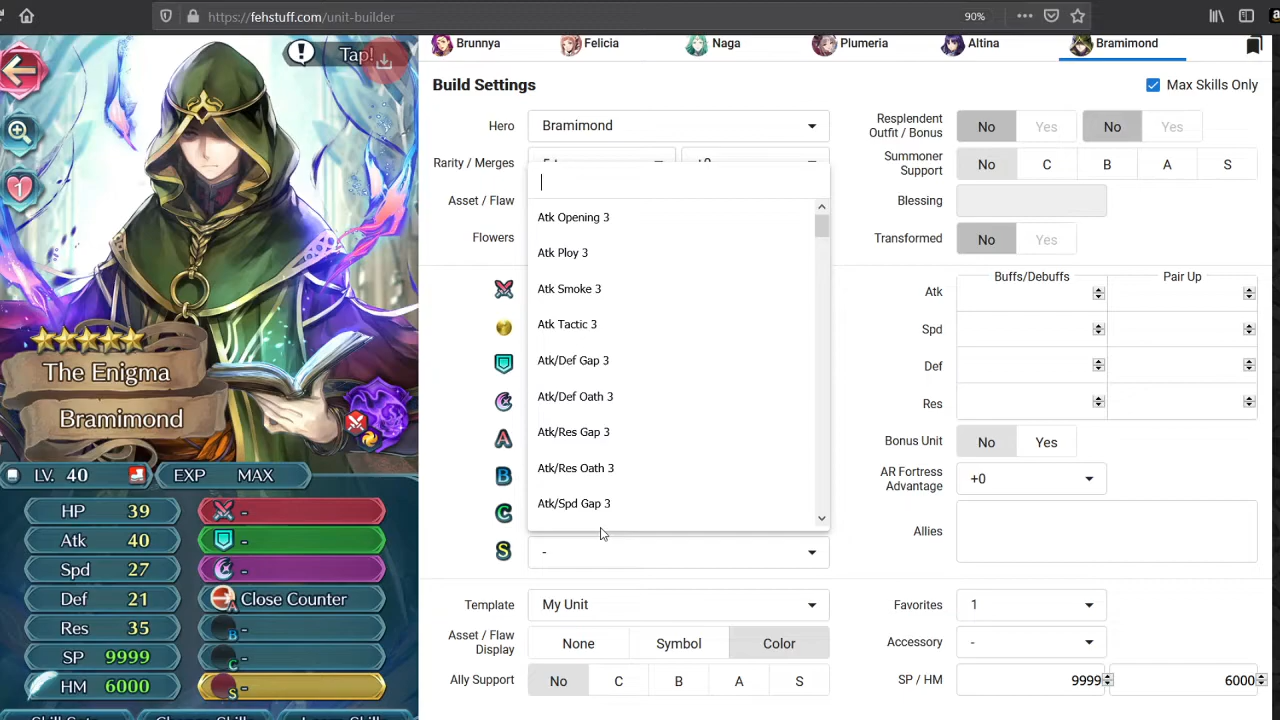 https://fehstuff.com/unit-builder
90%
Brunnya
Felicia
Naga
Plumeria
Altina
Bramimond
Tap!
Build Settings
Max Skills Only
Hero
Bramimond
Resplendent
Outfit / Bonus
No
Yes
No
Yes
Rarity / Merges
Summoner
Support
No
C
B
A
S
Asset / Flaw
Blessing
Flowers
Transformed
No
Yes
Atk Opening 3
Atk Ploy 3
Atk Smoke 3
Atk Tactic 3
Atk/Def Gap 3
Atk/Def Oath 3
Atk/Res Gap 3
Atk/Res Oath 3
Atk/Spd Gap 3
A
B
C
S
-
Buffs/Debuffs
Pair Up
Atk
Spd
Def
Res
Bonus Unit
No
Yes
AR Fortress
Advantage
+0
Allies
Template
My Unit
Favorites
1
Asset / Flaw
Display
None
Symbol
Color
Accessory
-
Ally Support
No
C
B
A
S
SP / HM
9999
6000
1
The Enigma
Bramimond
LV. 40
EXP
MAX
HP 39
Atk 40
Spd 27
Def 21
Res 35
SP 9999
HM 6000
-
-
-
A Close Counter
B -
C -
S -